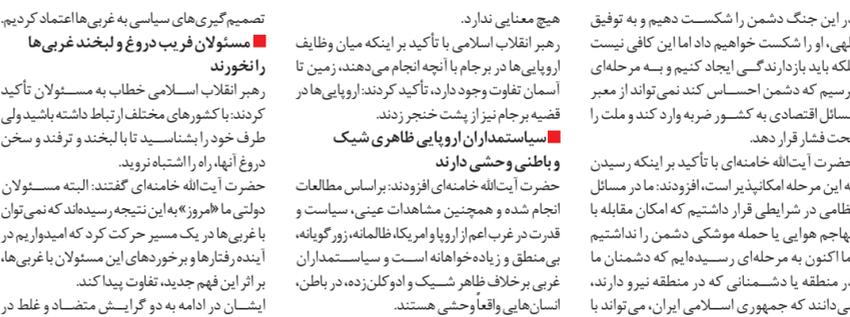 در این جنگ دشمن را شکست دهیم و به توفیق
الهی، او را شکست خواهیم داد اما این کافی نیست
بلکه باید بازدارندگی ایجاد کنیم و به مرحله‌ای
برسیم که دشمن احساس کند نمی‌تواند از معبر
مسائل اقتصادی به کشور ضربه وارد کند و ملت را
تحت فشار قرار دهد.
حضرت آیت‌الله خامنه‌ای با تأکید بر اینکه رسیدن
به این مرحله امکانپذیر است، افزودند: ما در مسائل
نظامی در شرایطی قرار داشتیم که امکان مقابله با
تهاجم هوایی یا حمله موشکی دشمن را نداشتیم
اما اکنون به مرحله‌ای رسیده‌ایم که دشمنان ما
در منطقه یا دشمنانی که در منطقه نیرو دارند،
می‌دانند که جمهوری اسلامی ایران، می‌تواند با
هیچ معنایی ندارد.
رهبر انقلاب اسلامی با تأکید بر اینکه میان وظایف
اروپایی‌ها در برجام با آنچه انجام می‌دهند، زمین تا
آسمان تفاوت وجود دارد، تأکید کردند: اروپایی‌ها در
قضیه برجام نیز از پشت خنجر زدند.
سیاستمداران اروپایی ظاهری شیک
و باطنی وحشی دارند
حضرت آیت‌الله خامنه‌ای افزودند: براساس مطالعات
انجام شده و همچنین مشاهدات عینی، سیاست و
قدرت در غرب اعم از اروپا و امریکا، ظالمانه، زورگویانه،
بی‌منطق و زیاده‌خواهانه است و سیاستمداران
غربی برخلاف ظاهر شیک و ادوکلن‌زده، در باطن،
انسان‌هایی واقعاً وحشی هستند.
تصمیم‌گیری‌های سیاسی به غربی‌ها اعتماد کردیم.
مسئولان فریب دروغ و لبخند غربی‌ها
را نخورند
رهبر انقلاب اسلامی خطاب به مسئولان تأکید
کردند: با کشورهای مختلف ارتباط داشته باشید ولی
طرف خود را بشناسید تا با لبخند و ترفند و سخن
دروغ آنها، راه را اشتباه نروید.
حضرت آیت‌الله خامنه‌ای گفتند: البته مسئولان
دولتی ما «امروز» به این نتیجه رسیده‌اند که نمی‌توان
با غربی‌ها در یک مسیر حرکت کرد که امیدواریم در
آینده رفتارها و برخوردهای این مسئولان با غربی‌ها،
بر اثر این فهم جدید، تفاوت پیدا کند.
ایشان در ادامه به دو گرایش متضاد و غلط در